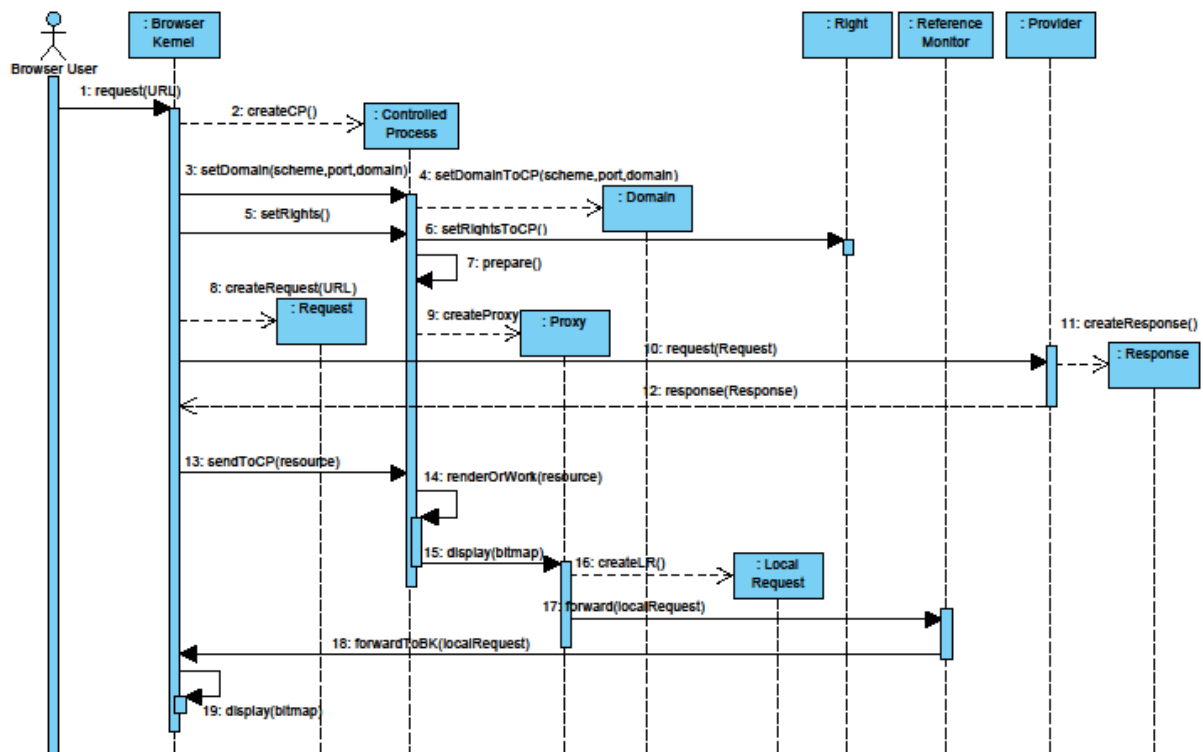 : Browser
Kernel
: Right
: Reference
Monitor
: Provider
Browser User
1: request(URL)
2: createCP()
: Controlled
Process
3: setDomain(scheme,port,domain)
4: setDomainToCP(scheme,port,domain)
: Domain
5: setRights()
6: setRightsToCP()
7: prepare()
8: createRequest(URL)
: Request
9: createProxy
: Proxy
10: request(Request)
11: createResponse()
: Response
12: response(Response)
13: sendToCP(resource)
14: renderOrWork(resource)
15: display(bitmap)
16: createLR()
: Local
Request
17: forward(localRequest)
18: forwardToBK(localRequest)
19: display(bitmap)